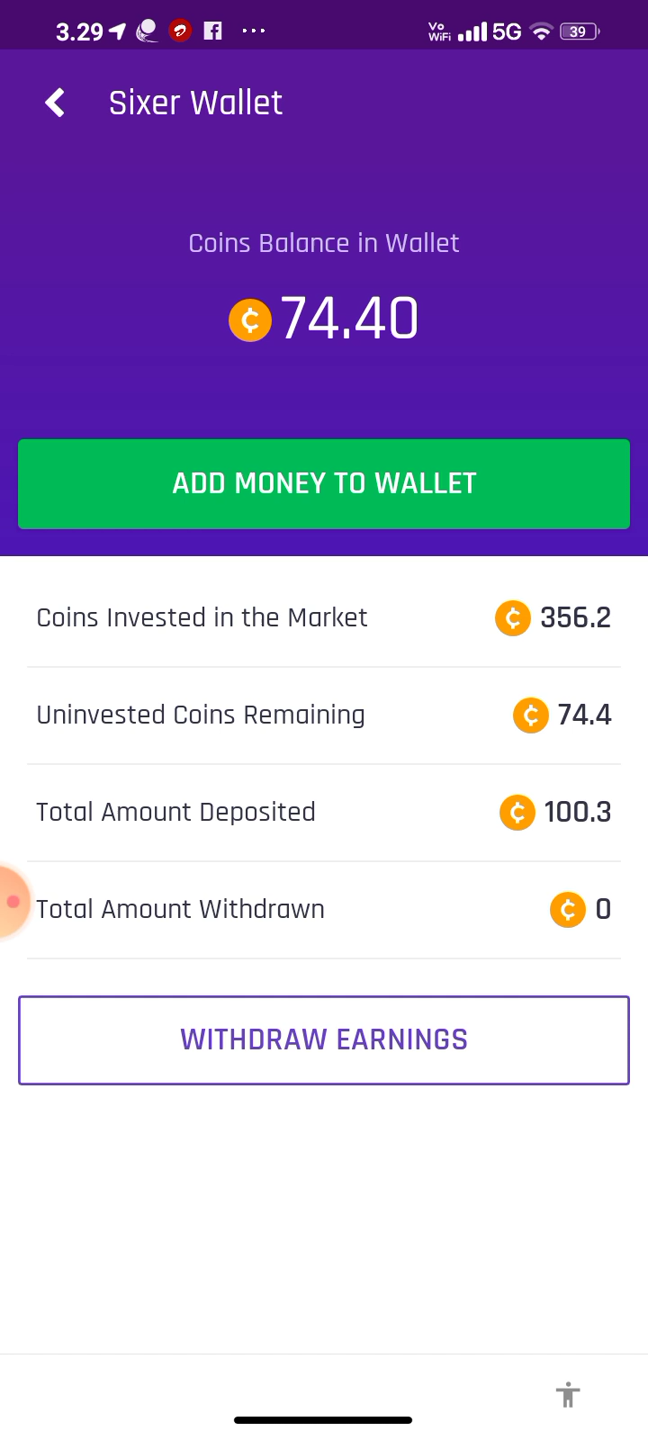 3.29 Vo WiFi 5G 39
Sixer Wallet
Coins Balance in Wallet
74.40
ADD MONEY TO WALLET
Coins Invested in the Market 356.2
Uninvested Coins Remaining 74.4
Total Amount Deposited 100.3
Total Amount Withdrawn 0
WITHDRAW EARNINGS